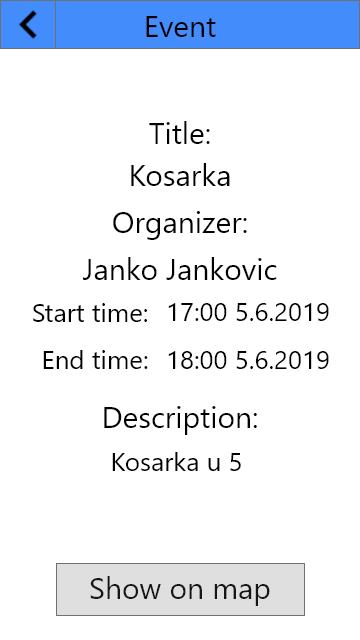 Event
Title:
Kosarka
Organizer:
Janko Jankovic
Start time: 17:00 5.6.2019
End time: 18:00 5.6.2019
Description:
Kosarka u 5
Show on map